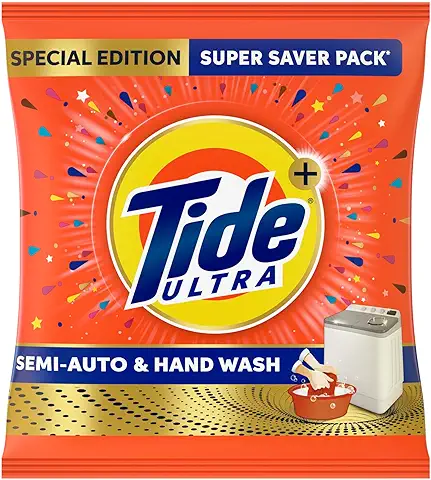 SPECIAL EDITION SUPER SAVER PACK*
+
Tide®
ULTRA
SEMI-AUTO & HAND WASH